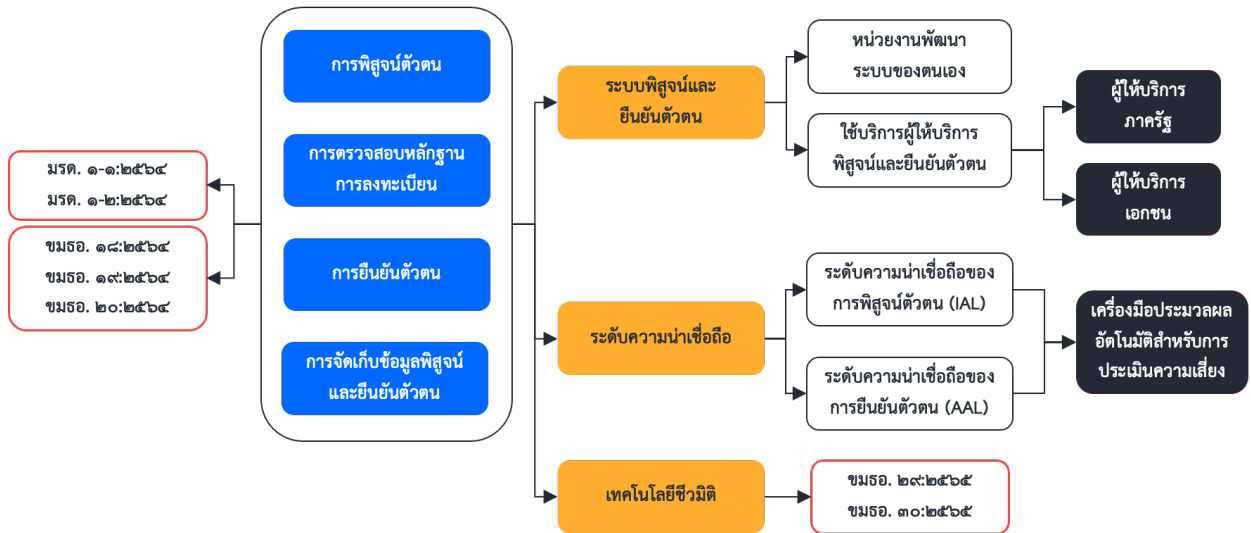 มรด. ๑-๑:๒๕๖๔
มรด. ๑-๒:๒๕๖๔
ขมธอ. ๑๘:๒๕๖๔
ขมธอ. ๑๙:๒๕๖๔
ขมธอ. ๒๐:๒๕๖๔
การพิสูจน์ตัวตน
การตรวจสอบหลักฐาน
การลงทะเบียน
การยืนยันตัวตน
การจัดเก็บข้อมูลพิสูจน์
และยืนยันตัวตน
ระบบพิสูจน์และ
ยืนยันตัวตน
หน่วยงานพัฒนา
ระบบของตนเอง
ใช้บริการผู้ให้บริการ
พิสูจน์และยืนยันตัวตน
ผู้ให้บริการ
ภาครัฐ
ผู้ให้บริการ
เอกชน
ระดับความน่าเชื่อถือ
ระดับความน่าเชื่อถือของ
การพิสูจน์ตัวตน (IAL)
ระดับความน่าเชื่อถือของ
การยืนยันตัวตน (AAL)
เครื่องมือประมวลผล
อัตโนมัติสำหรับการ
ประเมินความเสี่ยง
เทคโนโลยีชีวมิติ
ขมธอ. ๒๙:๒๕๖๕
ขมธอ. ๓๐:๒๕๖๕